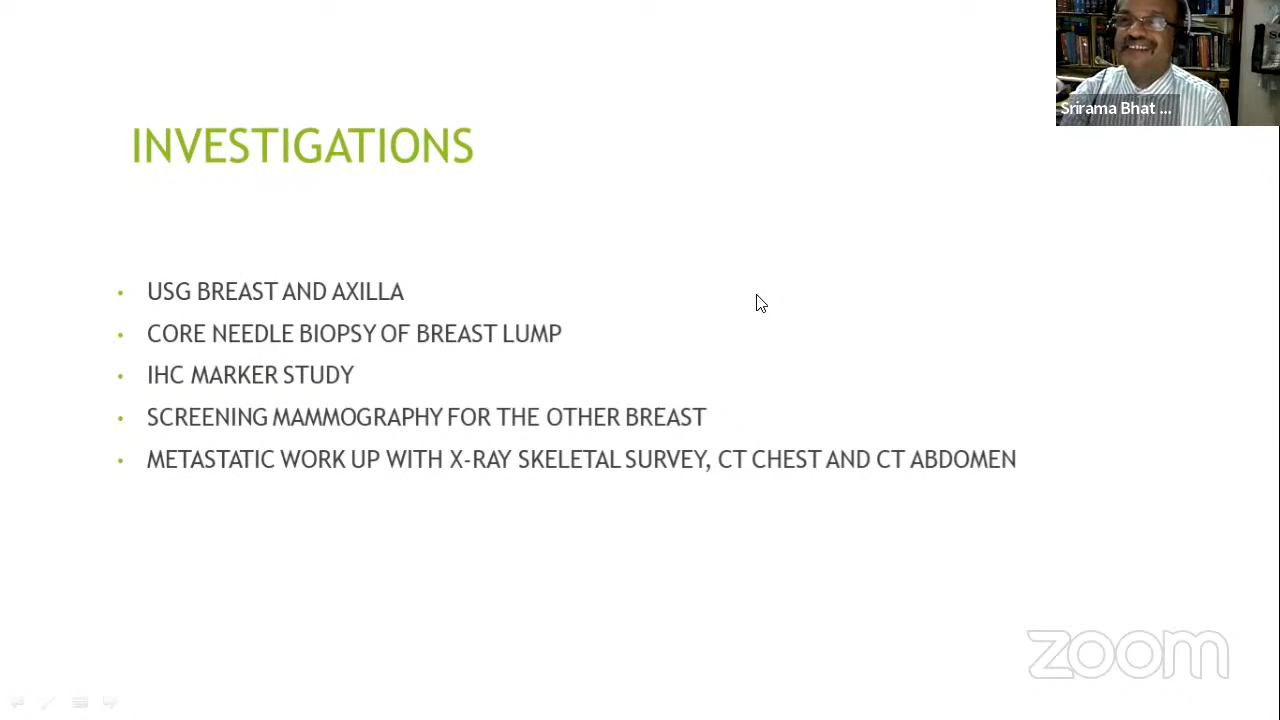 Srirama Bhat ...
INVESTIGATIONS
• USG BREAST AND AXILLA
• CORE NEEDLE BIOPSY OF BREAST LUMP
• IHC MARKER STUDY
• SCREENING MAMMOGRAPHY FOR THE OTHER BREAST
• METASTATIC WORK UP WITH X-RAY SKELETAL SURVEY, CT CHEST AND CT ABDOMEN
zoom